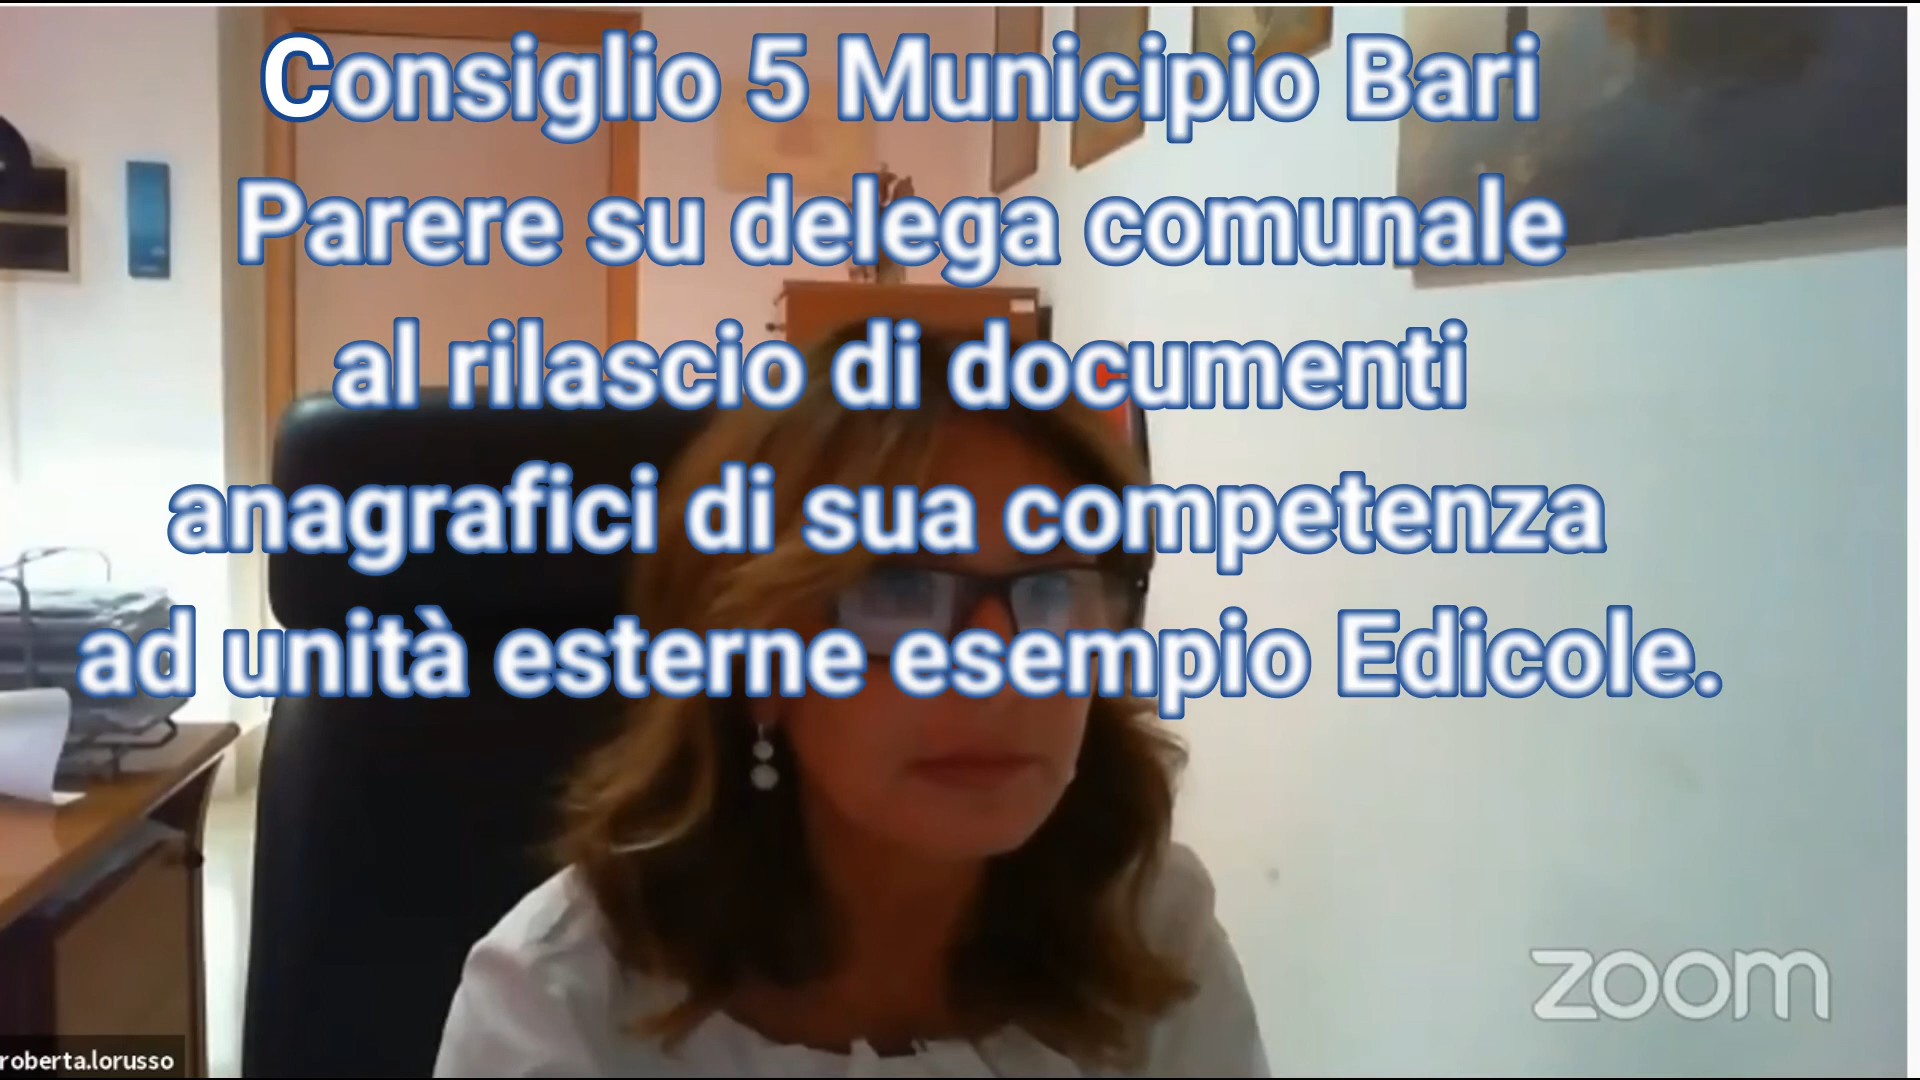 Consiglio 5 Municipio Bari
Parere su delega comunale
al rilascio di documenti
anagrafici di sua competenza
ad unità esterne esempio Edicole.
zoom
roberta.lorusso